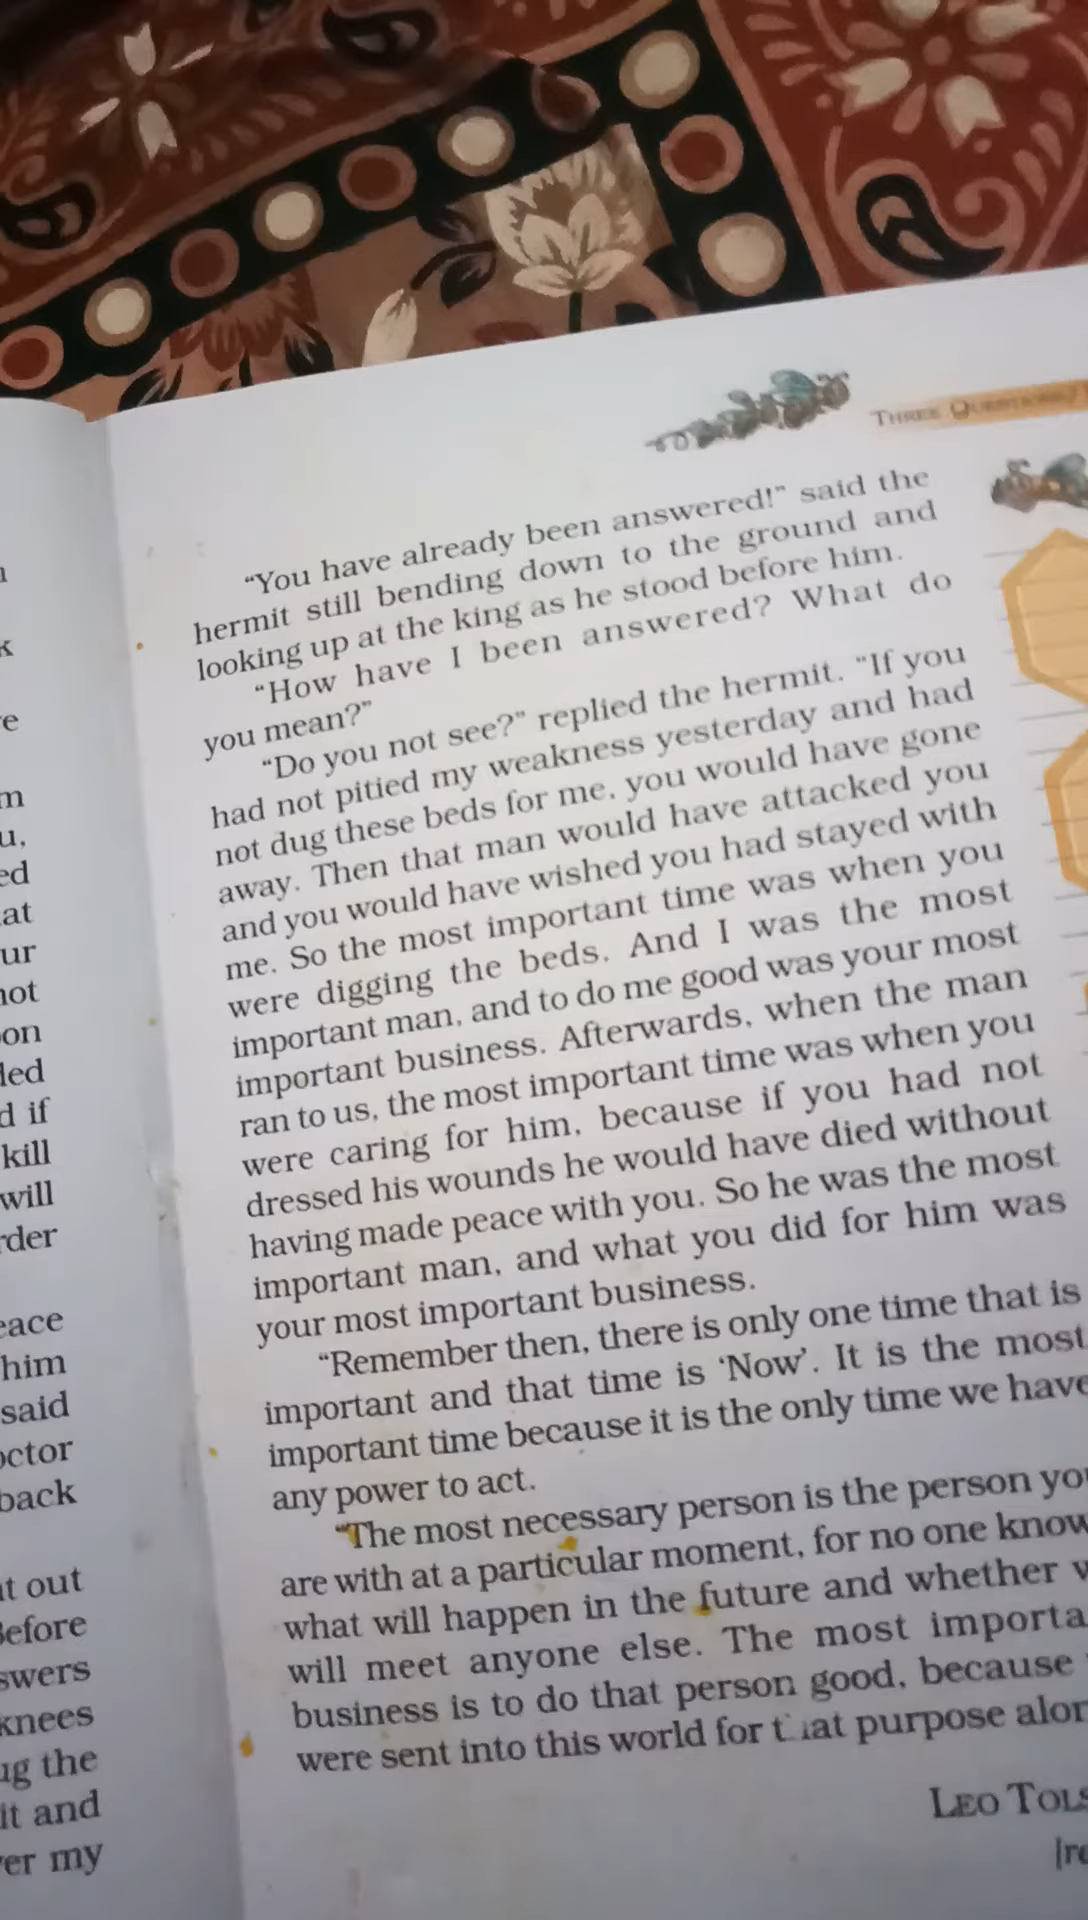 THREE QUESTIONS
"You have already been answered!" said the
hermit still bending down to the ground and
looking up at the king as he stood before him.
"How have I been answered? What do
you mean?"
"Do you not see?" replied the hermit. "If you
had not pitied my weakness yesterday and had
not dug these beds for me, you would have gone
away. Then that man would have attacked you
and you would have wished you had stayed with
me. So the most important time was when you
were digging the beds. And I was the most
important man, and to do me good was your most
important business. Afterwards, when the man
ran to us, the most important time was when you
were caring for him, because if you had not
dressed his wounds he would have died without
having made peace with you. So he was the most
important man, and what you did for him was
your most important business.
"Remember then, there is only one time that is
important and that time is 'Now'. It is the most
important time because it is the only time we have
any power to act.
"The most necessary person is the person
are with at a particular moment, for no one
what will happen in the future and whether
will meet anyone else. The most
business is to do that person good, because
were sent into this world for that purpose
LEO
k
u,
kill
will
him
said
back
out
knees
the
it and
my